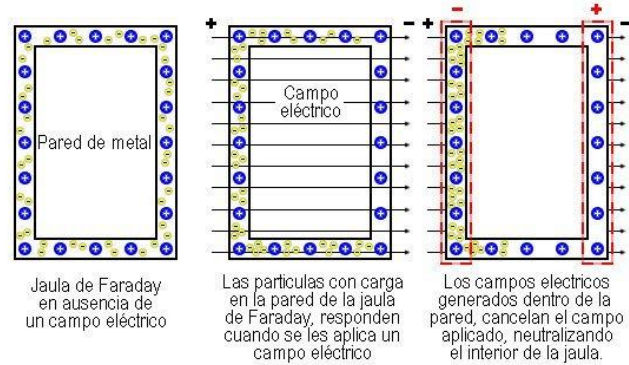 Pared de metal
Jaula de Faraday
en ausencia de
un campo eléctrico
+
-
Campo
eléctrico
Las particulas con carga
en la pared de la jaula
de Faraday, responden
cuando se les aplica un
campo eléctrico
+
-
-
+
Los campos electricos
generados dentro de la
pared, cancelan el campo
aplicado, neutralizando
el interior de la jaula.